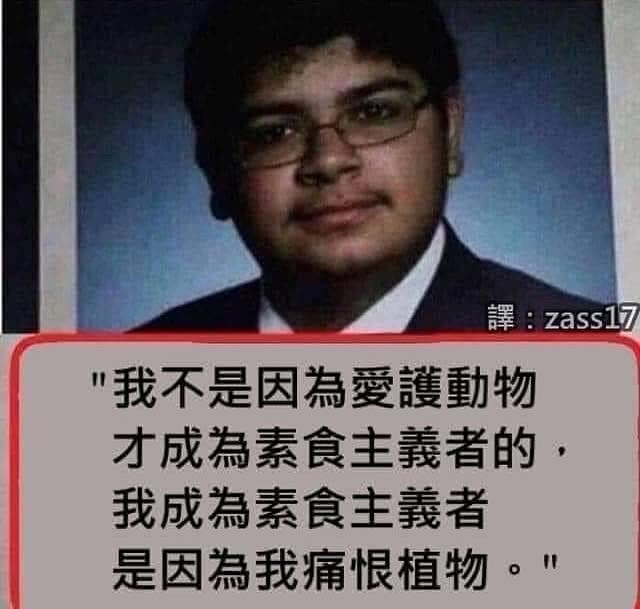 譯：zass17
"我不是因為愛護動物
才成為素食主義者的，
我成為素食主義者
是因為我痛恨植物。"